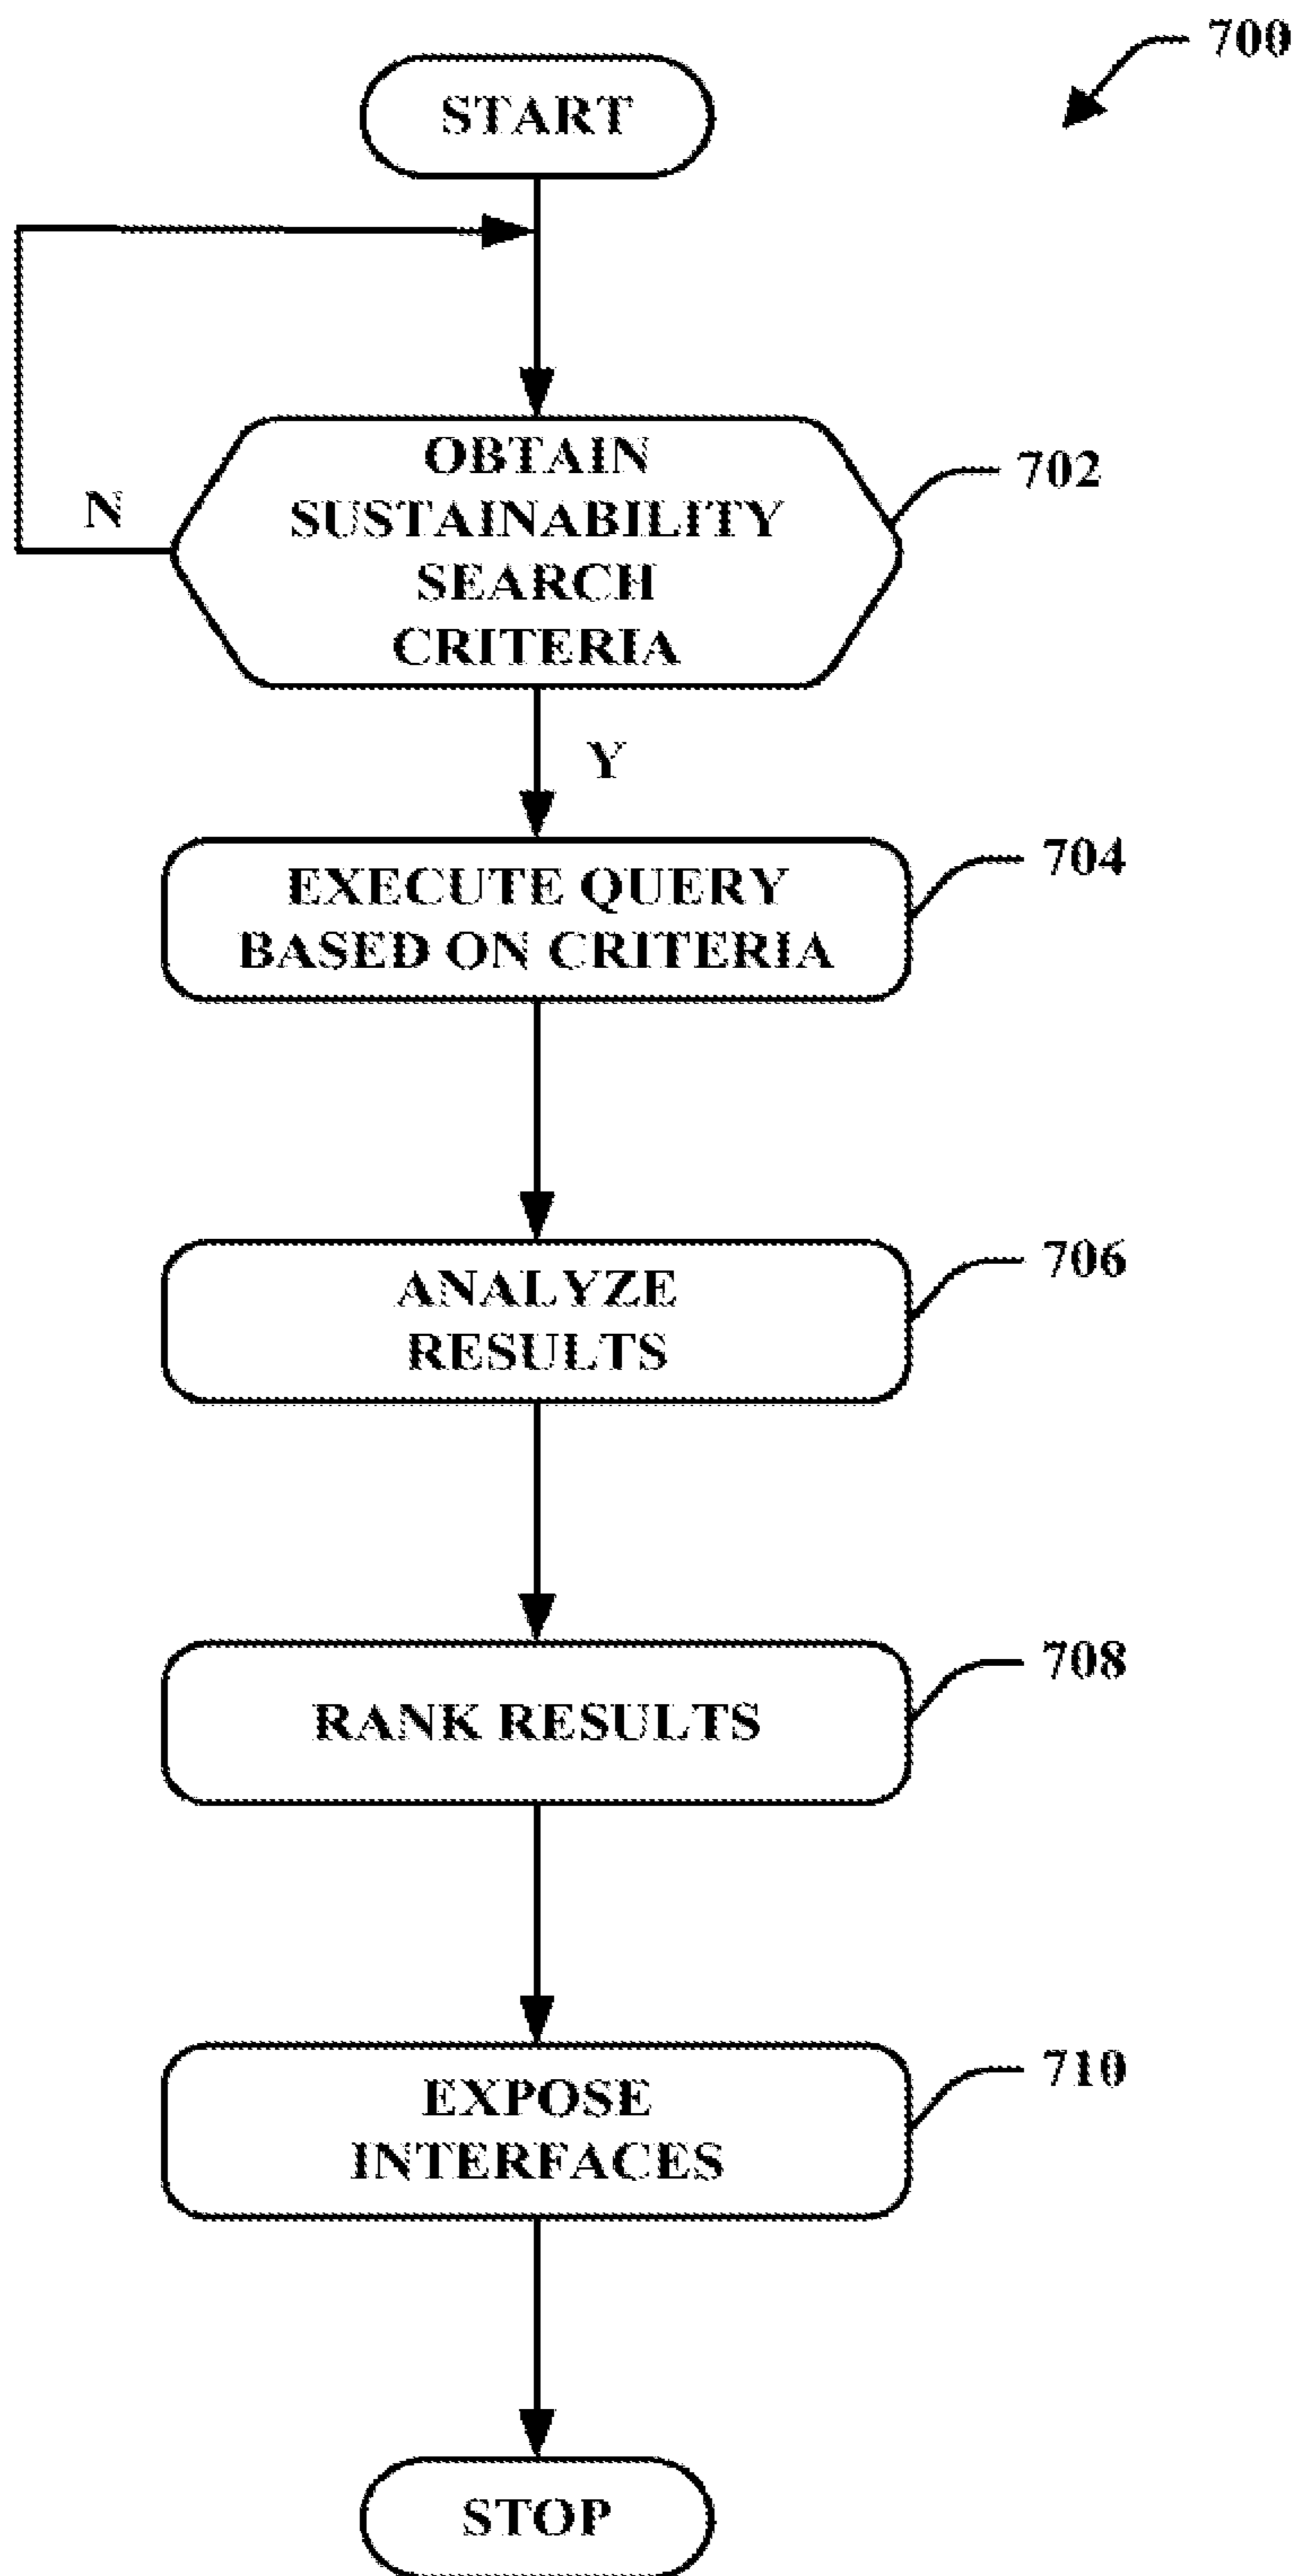 700
START
OBTAIN
SUSTAINABILITY
SEARCH
CRITERIA
702
N
Y
EXECUTE QUERY
BASED ON CRITERIA
704
ANALYZE
RESULTS
706
RANK RESULTS
708
EXPOSE
INTERFACES
710
STOP